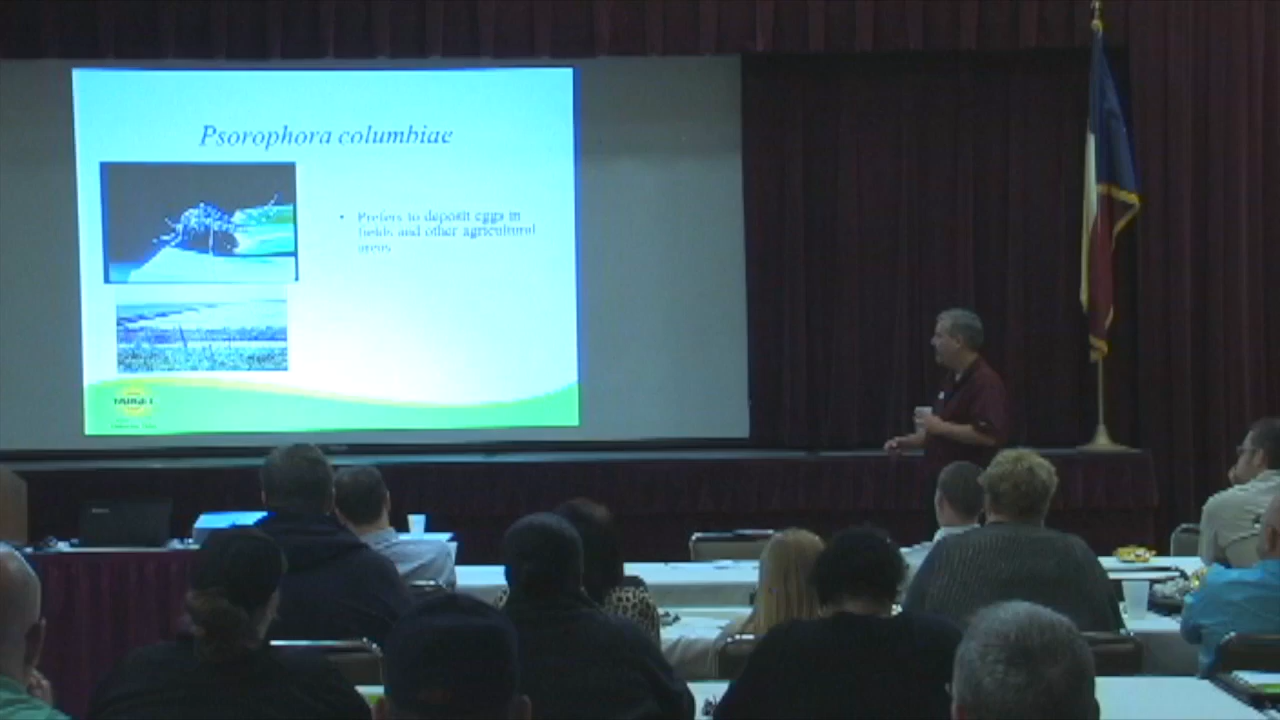 Psorophora columbiae
• Prefers to deposit eggs in
fields and other agricultural
areas